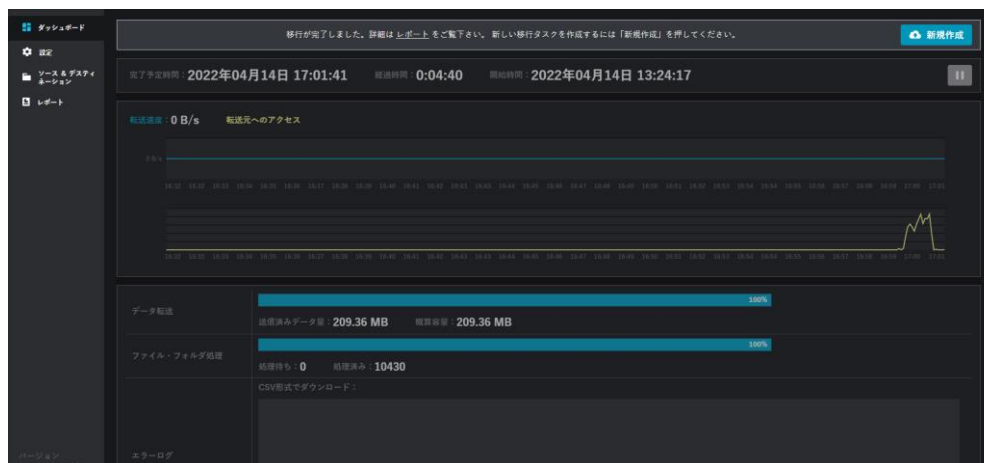 ダッシュボード
設定
ソース & デスティ
ネーション
レポート
移行が完了しました。詳細は レポート をご覧下さい。 新しい移行タスクを作成するには「新規作成」を押してください。
新規作成
完了予定時間：2022年04月14日 17:01:41 経過時間：0:04:40 開始時間：2022年04月14日 13:24:17
転送速度：0 B/s 転送元へのアクセス
0 B/s
データ転送
100%
送信済みデータ量：209.36 MB 概算容量：209.36 MB
ファイル・フォルダ処理
100%
処理待ち：0 処理済み：10430
CSV形式でダウンロード：
エラーログ
バージョン